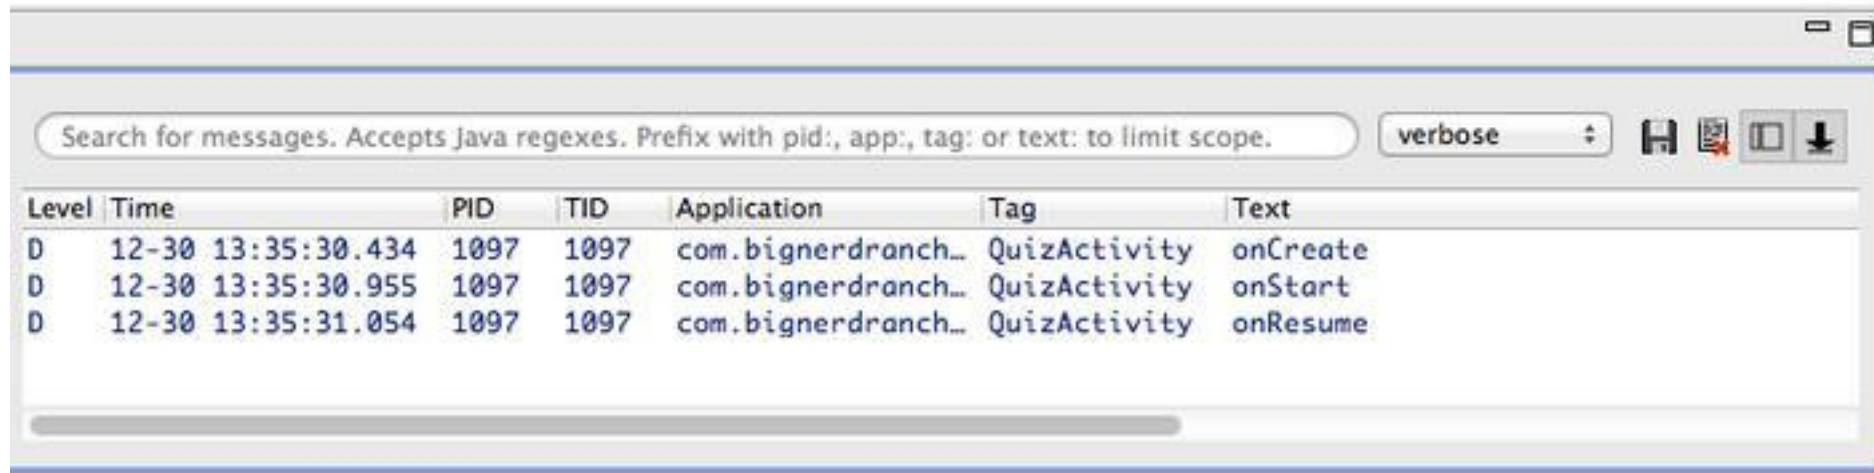 Search for messages. Accepts Java regexes. Prefix with pid:, app:, tag: or text: to limit scope. verbose
Level Time PID TID Application Tag Text
D 12-30 13:35:30.434 1097 1097 com.bignerdranch… QuizActivity onCreate
D 12-30 13:35:30.955 1097 1097 com.bignerdranch… QuizActivity onStart
D 12-30 13:35:31.054 1097 1097 com.bignerdranch… QuizActivity onResume